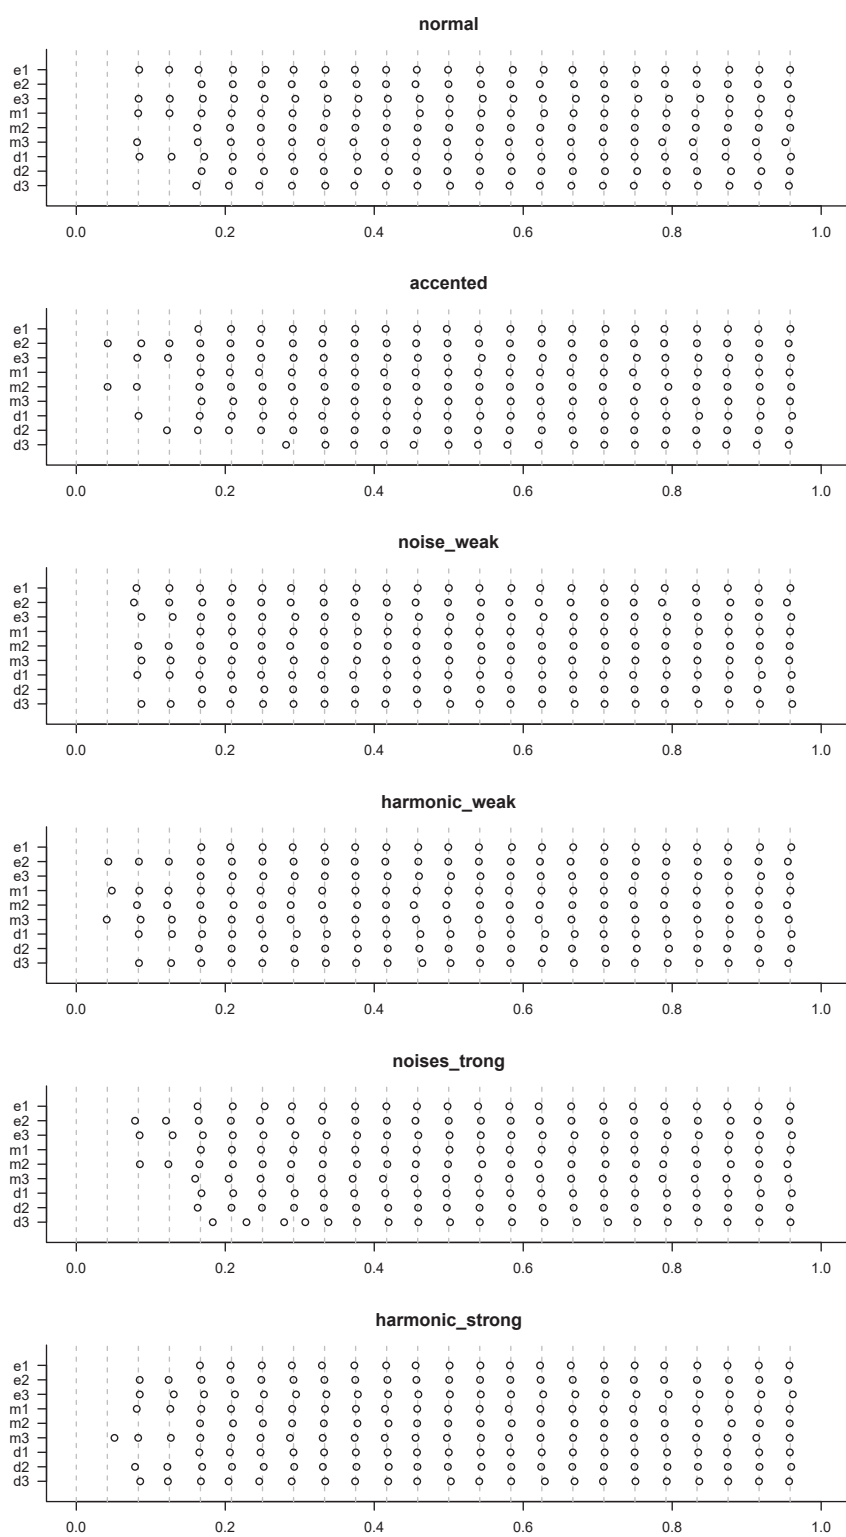 normal
e1
e2
e3
m1
m2
m3
d1
d2
d3
0.0 0.2 0.4 0.6 0.8 1.0
accented
e1
e2
e3
m1
m2
m3
d1
d2
d3
0.0 0.2 0.4 0.6 0.8 1.0
noise_weak
e1
e2
e3
m1
m2
m3
d1
d2
d3
0.0 0.2 0.4 0.6 0.8 1.0
harmonic_weak
e1
e2
e3
m1
m2
m3
d1
d2
d3
0.0 0.2 0.4 0.6 0.8 1.0
noises_trong
e1
e2
e3
m1
m2
m3
d1
d2
d3
0.0 0.2 0.4 0.6 0.8 1.0
harmonic_strong
e1
e2
e3
m1
m2
m3
d1
d2
d3
0.0 0.2 0.4 0.6 0.8 1.0